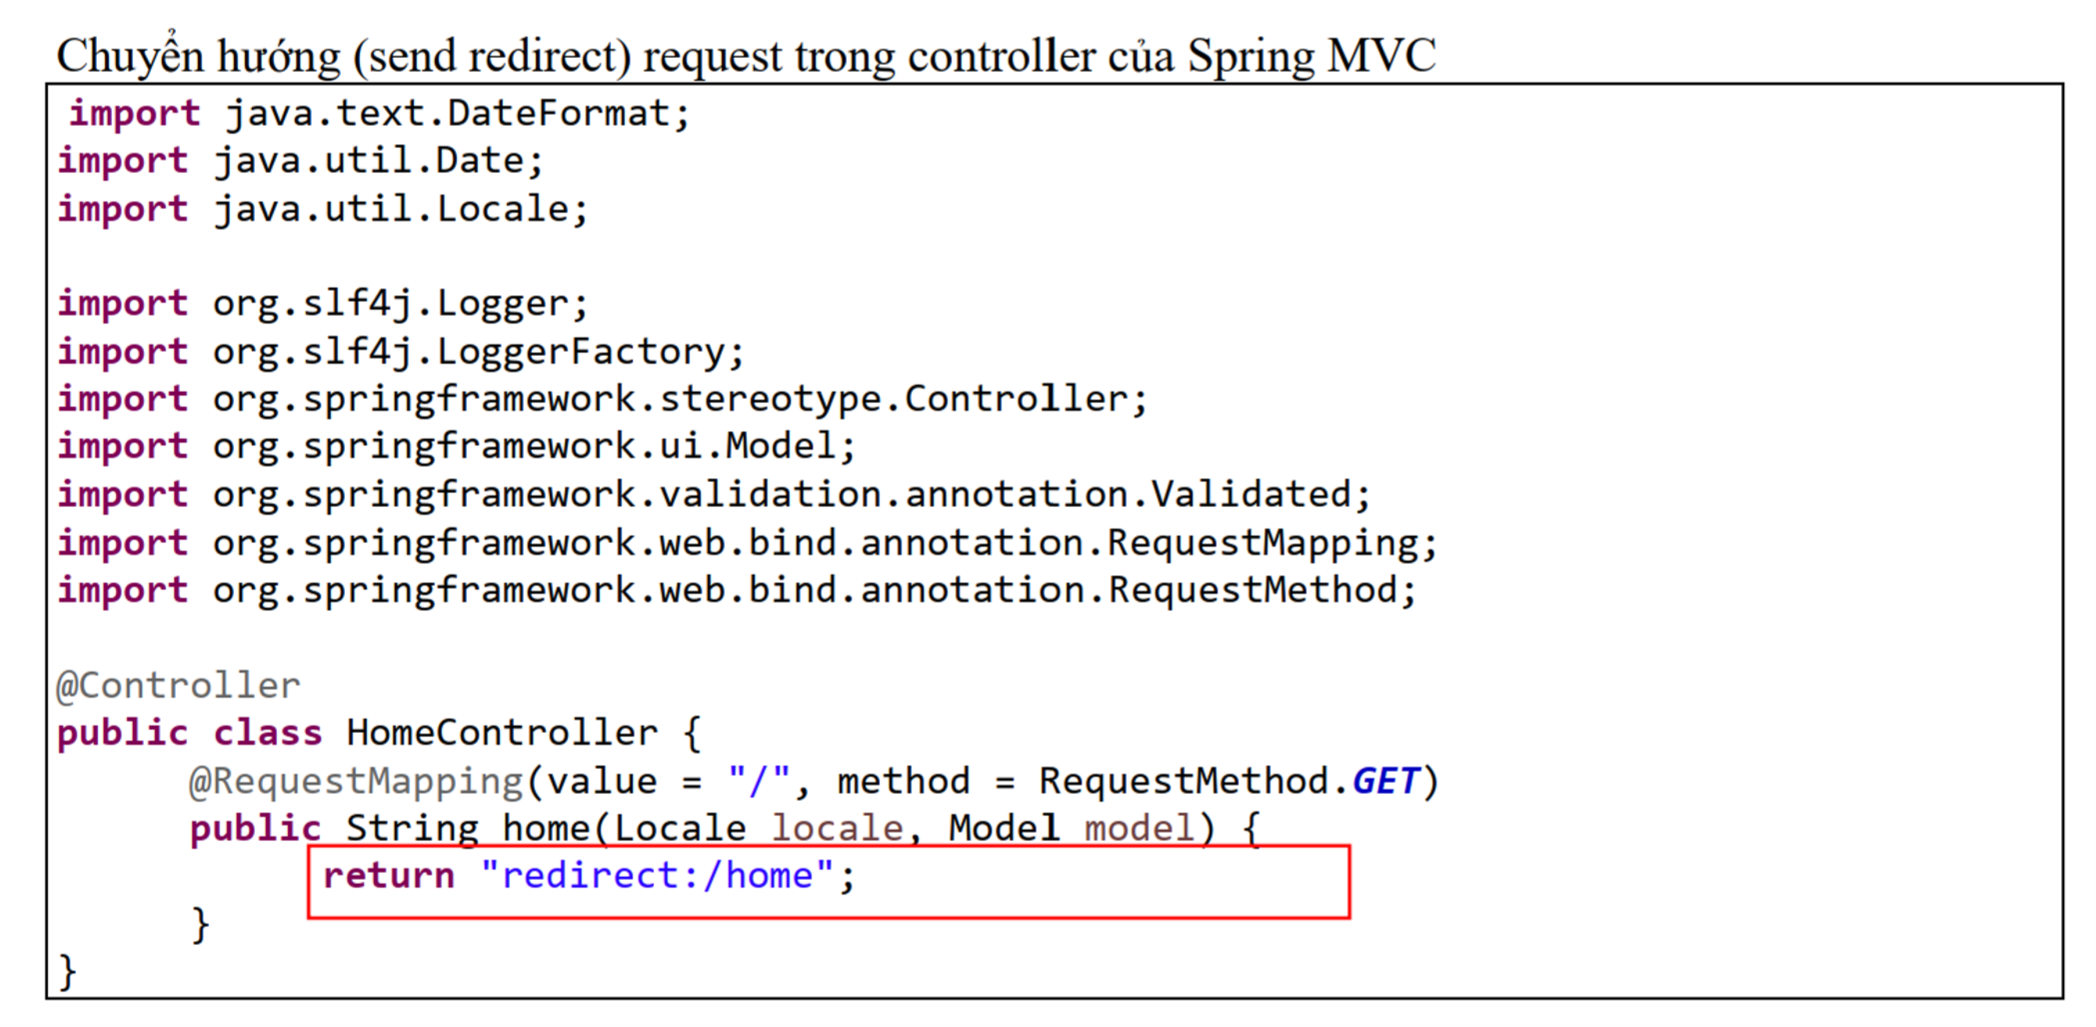 Chuyển hướng (send redirect) request trong controller của Spring MVC
import java.text.DateFormat;
import java.util.Date;
import java.util.Locale;
import org.slf4j.Logger;
import org.slf4j.LoggerFactory;
import org.springframework.stereotype.Controller;
import org.springframework.ui.Model;
import org.springframework.validation.annotation.Validated;
import org.springframework.web.bind.annotation.RequestMapping;
import org.springframework.web.bind.annotation.RequestMethod;
@Controller
public class HomeController {
@RequestMapping(value = "/", method = RequestMethod.GET)
public String home(Locale locale, Model model) {
return "redirect:/home";
}
}